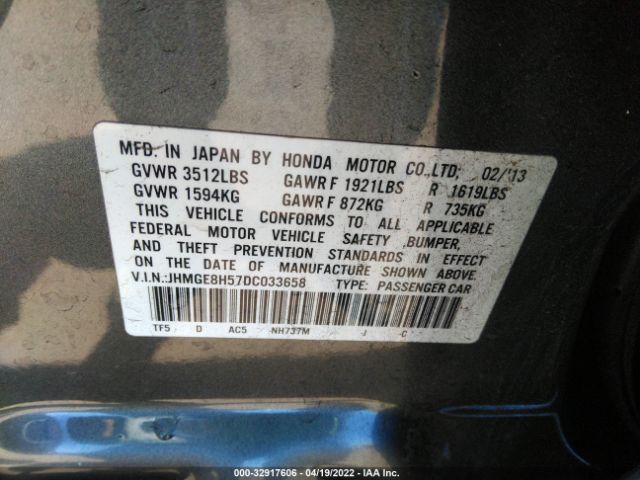 MFD. IN JAPAN BY HONDA MOTOR CO.,LTD; 02/'13
GVWR 3512LBS GAWR F 1921LBS R 1619LBS
GVWR 1594KG GAWR F 872KG R 735KG
THIS VEHICLE CONFORMS TO ALL APPLICABLE
FEDERAL MOTOR VEHICLE SAFETY, BUMPER,
AND THEFT PREVENTION STANDARDS IN EFFECT
ON THE DATE OF MANUFACTURE SHOWN ABOVE.
V.I.N.:JHMGE8H57DC033658 TYPE: PASSENGER CAR
TF5 D AC5 NH737M J C
000-32917606 - 04/19/2022 - IAA Inc.